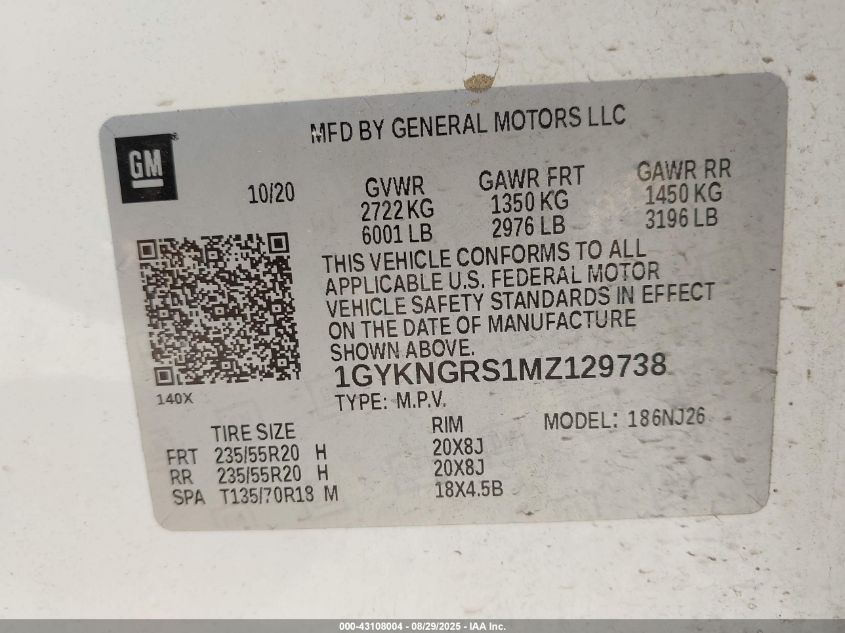 GM
MFD BY GENERAL MOTORS LLC
10/20
GVWR GAWR FRT GAWR RR
2722 KG 1350 KG 1450 KG
6001 LB 2976 LB 3196 LB
THIS VEHICLE CONFORMS TO ALL
APPLICABLE U.S. FEDERAL MOTOR
VEHICLE SAFETY STANDARDS IN EFFECT
ON THE DATE OF MANUFACTURE
SHOWN ABOVE.
1GYKNGRS1MZ129738
140X
TYPE: M.P.V.
MODEL: 186NJ26
TIRE SIZE RIM
FRT 235/55R20 H 20X8J
RR 235/55R20 H 20X8J
SPA T135/70R18 M 18X4.5B
000-43108004 - 08/29/2025 - IAA Inc.